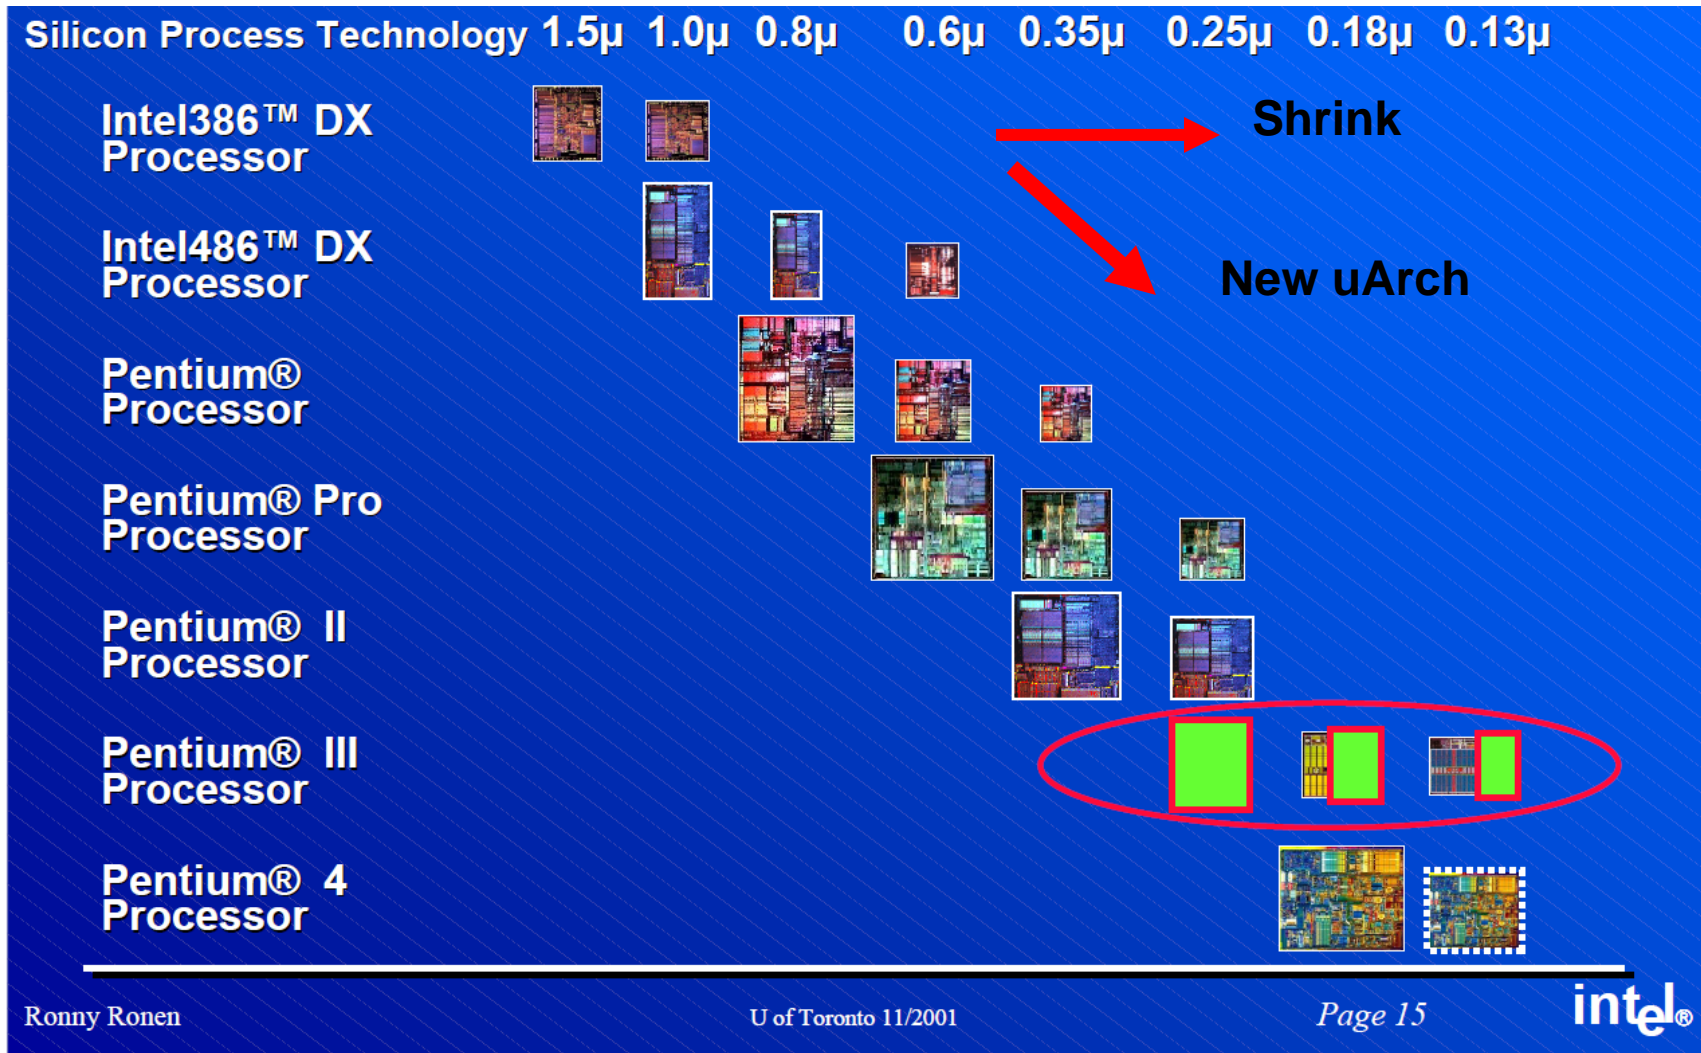 Silicon Process Technology 1.5µ 1.0µ 0.8µ 0.6µ 0.35µ 0.25µ 0.18µ 0.13µ
Intel386™ DX
Processor
Shrink
Intel486™ DX
Processor
New uArch
Pentium®
Processor
Pentium® Pro
Processor
Pentium® II
Processor
Pentium® III
Processor
Pentium® 4
Processor
Ronny Ronen
U of Toronto 11/2001
Page 15
intel®